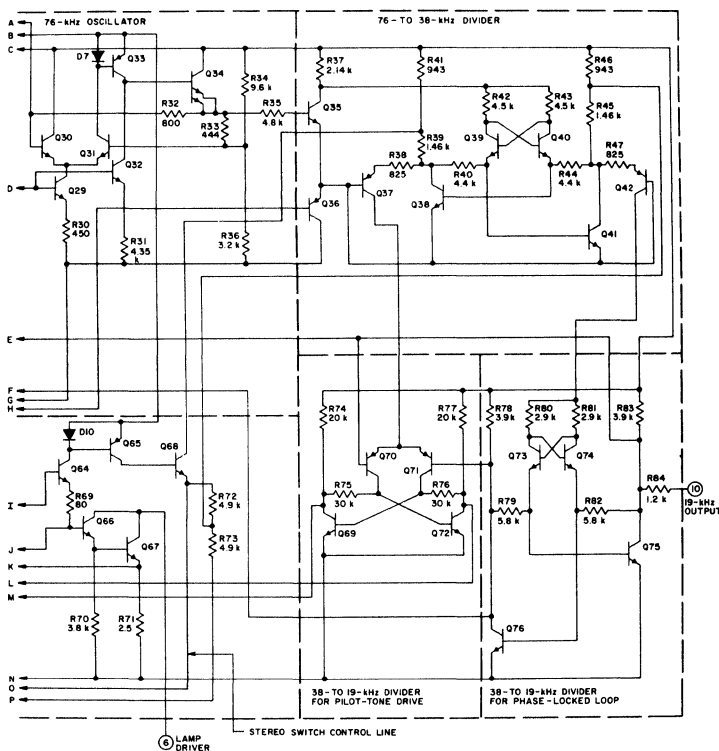 76-kHz OSCILLATOR
76-TO 38-kHz DIVIDER
A
B
C
D7
Q33
Q34
R34
9.6 k
R37
2.14 k
R41
943
R46
943
R42
4.5 k
R43
4.5 k
R45
1.46 k
R32
800
R33
444
R35
4.8 k
Q35
Q30
Q31
Q39
Q40
R39
1.46 k
R47
825
Q32
R38
825
R40
4.4 k
R44
4.4 k
Q42
D
Q29
Q37
Q38
Q36
R30
450
R31
4.35
k
R36
3.2 k
Q41
E
F
G
H
R74
20 k
R77
20 k
R78
3.9k
R80
2.9 k
R81
2.9 k
R83
3.9 k
D10
Q65
Q68
Q70
Q71
Q73
Q74
Q64
R84
1.2 k
10
19-kHz
OUTPUT
I
R69
80
R72
4.9 k
R75
30 k
R76
30 k
R79
5.8 k
R82
5.8 k
Q66
Q69
Q72
J
Q67
R73
4.9 k
Q75
K
L
M
R70
3.8 k
R71
2.5
Q76
N
O
P
38-TO 19-kHz DIVIDER
FOR PILOT-TONE DRIVE
38-TO 19-kHz DIVIDER
FOR PHASE-LOCKED LOOP
STEREO SWITCH CONTROL LINE
6 LAMP
DRIVER